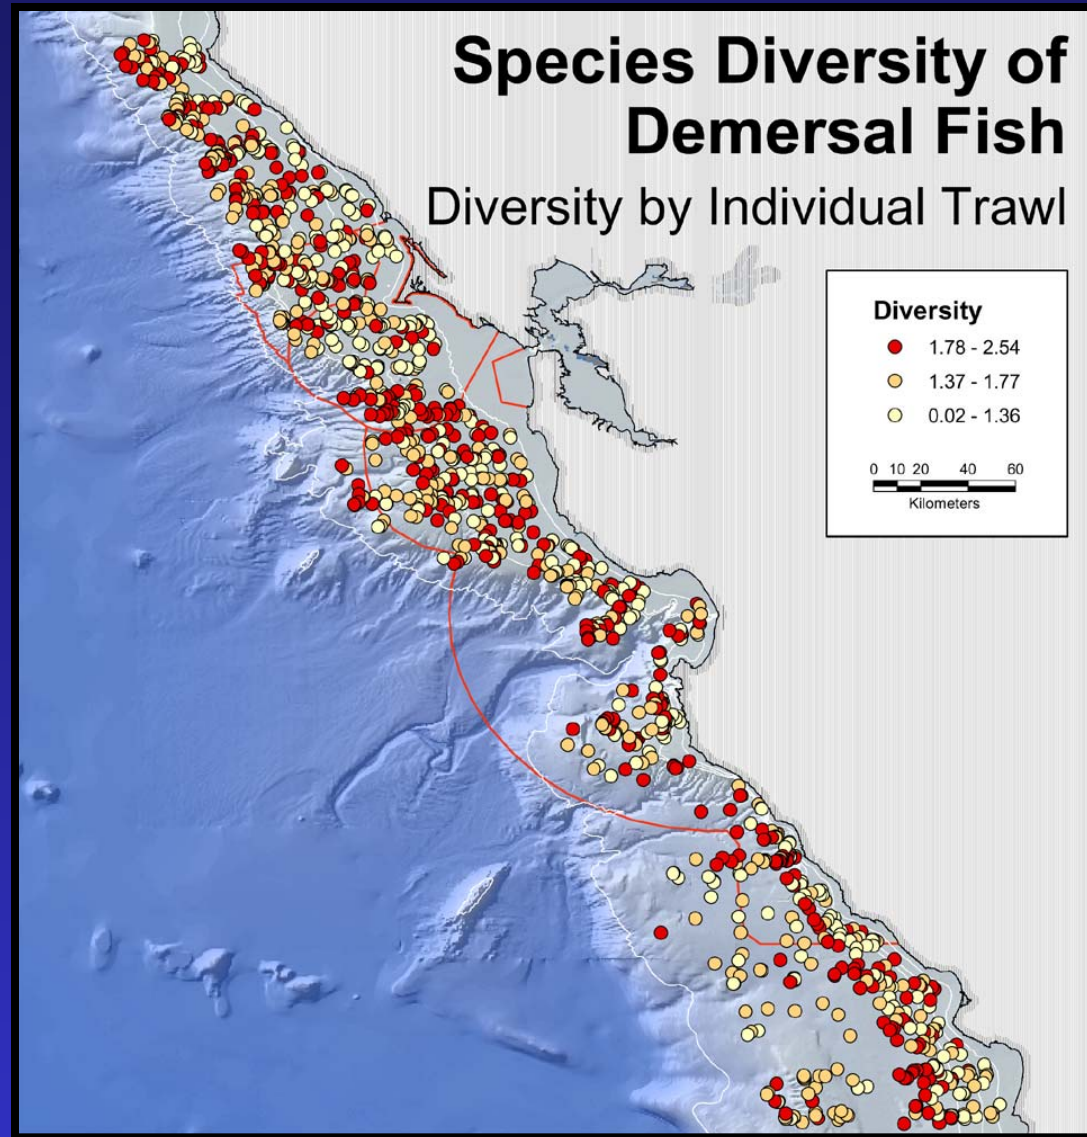 Species Diversity of
Demersal Fish
Diversity by Individual Trawl
Diversity
1.78 - 2.54
1.37 - 1.77
0.02 - 1.36
0 10 20 40 60
Kilometers